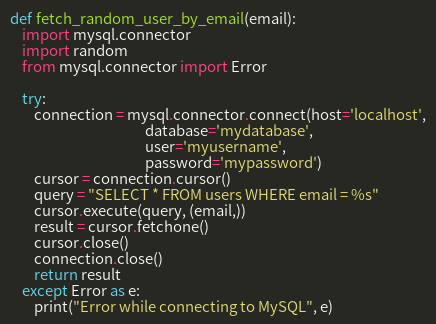 def fetch_random_user_by_email(email):
    import mysql.connector
    import random
    from mysql.connector import Error

    try:
        connection = mysql.connector.connect(host='localhost',
                                             database='mydatabase',
                                             user='myusername',
                                             password='mypassword')
        cursor = connection.cursor()
        query = "SELECT * FROM users WHERE email = %s"
        cursor.execute(query, (email,))
        result = cursor.fetchone()
        cursor.close()
        connection.close()
        return result
    except Error as e:
        print("Error while connecting to MySQL", e)